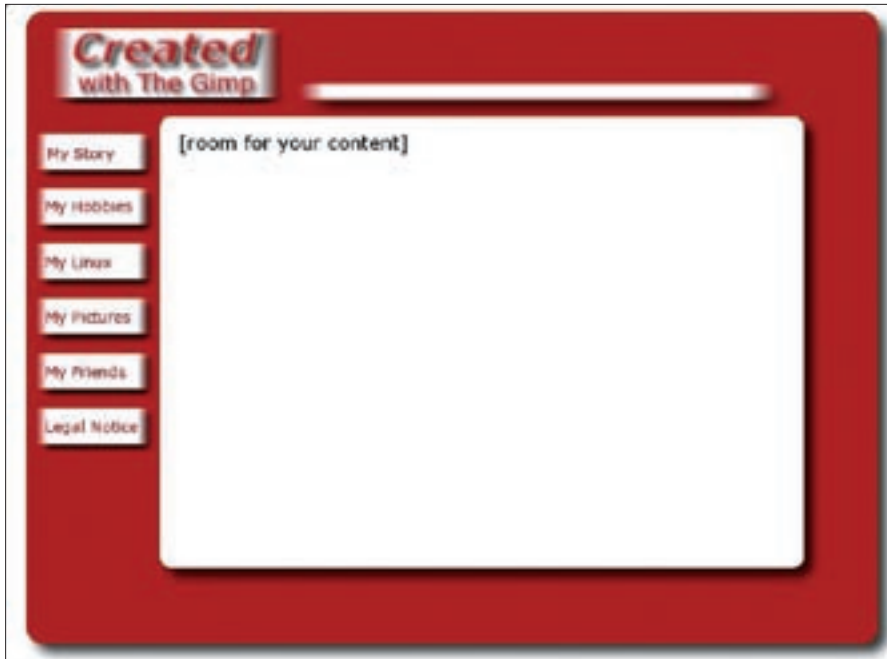 Created
with The Gimp
[room for your content]
My Story
My Hobbies
My Linux
My Pictures
My Friends
Legal Notice